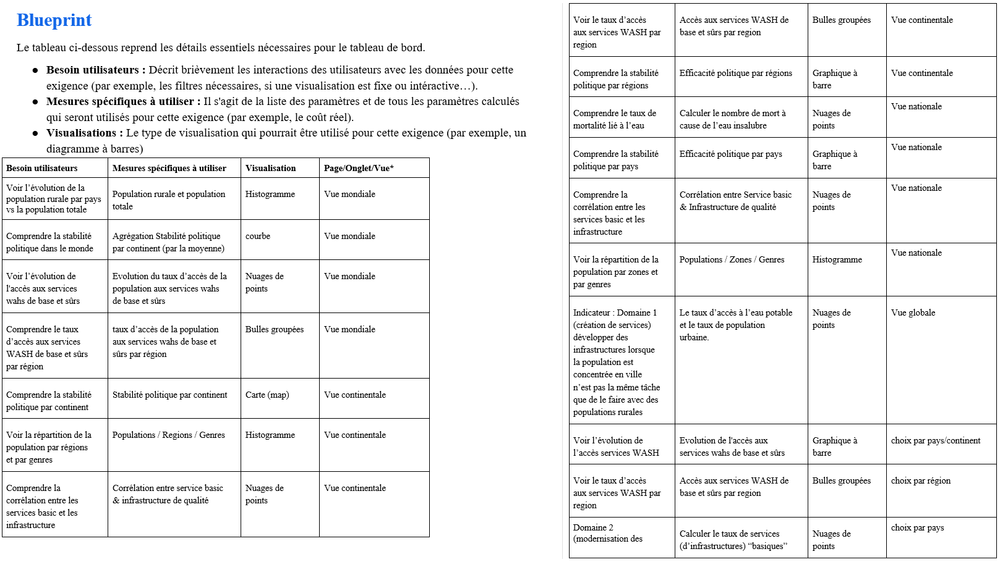 Blueprint
Le tableau ci-dessous reprend les détails essentiels nécessaires pour le tableau de bord.
● Besoin utilisateurs : Décrit brièvement les interactions des utilisateurs avec les données pour cette
exigence (par exemple, les filtres nécessaires, si une visualisation est fixe ou intéractive…).
● Mesures spécifiques à utiliser : Il s'agit de la liste des paramètres et de tous les paramètres calculés
qui seront utilisés pour cette exigence (par exemple, le coût réel).
● Visualisations : Le type de visualisation qui pourrait être utilisé pour cette exigence (par exemple, un
diagramme à barres)
Besoin utilisateurs
Mesures spécifiques à utiliser
Visualisation
Page/Onglet/Vue*
Voir l’évolution de la
population rurale par pays
vs la population totale
Population rurale et population
totale
Histogramme
Vue mondiale
Comprendre la stabilité
politique dans le monde
Agrégation Stabilité politique
par continent (par la moyenne)
courbe
Vue mondiale
Voir l’évolution de
l'accès aux services
wahs de base et sûrs
Evolution du taux d’accès de la
population aux services wahs
de base et sûrs
Nuages de
points
Vue mondiale
Comprendre le taux
d’accès aux services
WASH de base et sûrs
par région
taux d’accès de la population
aux services wahs de base et
sûrs par région
Bulles groupées
Vue mondiale
Comprendre la stabilité
politique par continent
Stabilité politique par continent
Carte (map)
Vue continentale
Voir la répartition de la
population par régions
et par genres
Populations / Regions / Genres
Histogramme
Vue continentale
Comprendre la
corrélation entre les
services basic et les
infrastructure
Corrélation entre service basic
& infrastructure de qualité
Nuages de
points
Vue continentale
Voir le taux d’accès
aux services WASH par
region
Accès aux services WASH de
base et sûrs par region
Bulles groupées
Vue continentale
Comprendre la stabilité
politique par régions
Efficacité politique par régions
Graphique à
barre
Vue continentale
Comprendre le taux de
mortalité lié à l’eau
Calculer le nombre de mort à
cause de l’eau insalubre
Nuages de
points
Vue nationale
Comprendre la stabilité
politique par pays
Efficacité politique par pays
Graphique à
barre
Vue nationale
Comprendre la
corrélation entre les
services basic et les
infrastructure
Corrélation entre Service basic
& Infrastructure de qualité
Nuages de
points
Vue nationale
Voir la répartition de la
population par zones et
par genres
Populations / Zones / Genres
Histogramme
Vue nationale
Indicateur : Domaine 1
(création de services)
développer des
infrastructures lorsque
la population est
concentrée en ville
n’est pas la même tâche
que de le faire avec des
populations rurales
Le taux d’accès à l’eau potable
et le taux de population
urbaine.
Nuages de
points
Vue globale
Voir l’évolution de
l’accès services WASH
Evolution de l'accès aux
services wahs de base et sûrs
Graphique à
barre
choix par pays/continent
Voir le taux d’accès
aux services WASH par
region
Accès aux services WASH de
base et sûrs par region
Bulles groupées
choix par région
Domaine 2
(modernisation des
Calculer le taux de services
(d’infrastructures) “basiques”
Nuages de
points
choix par pays